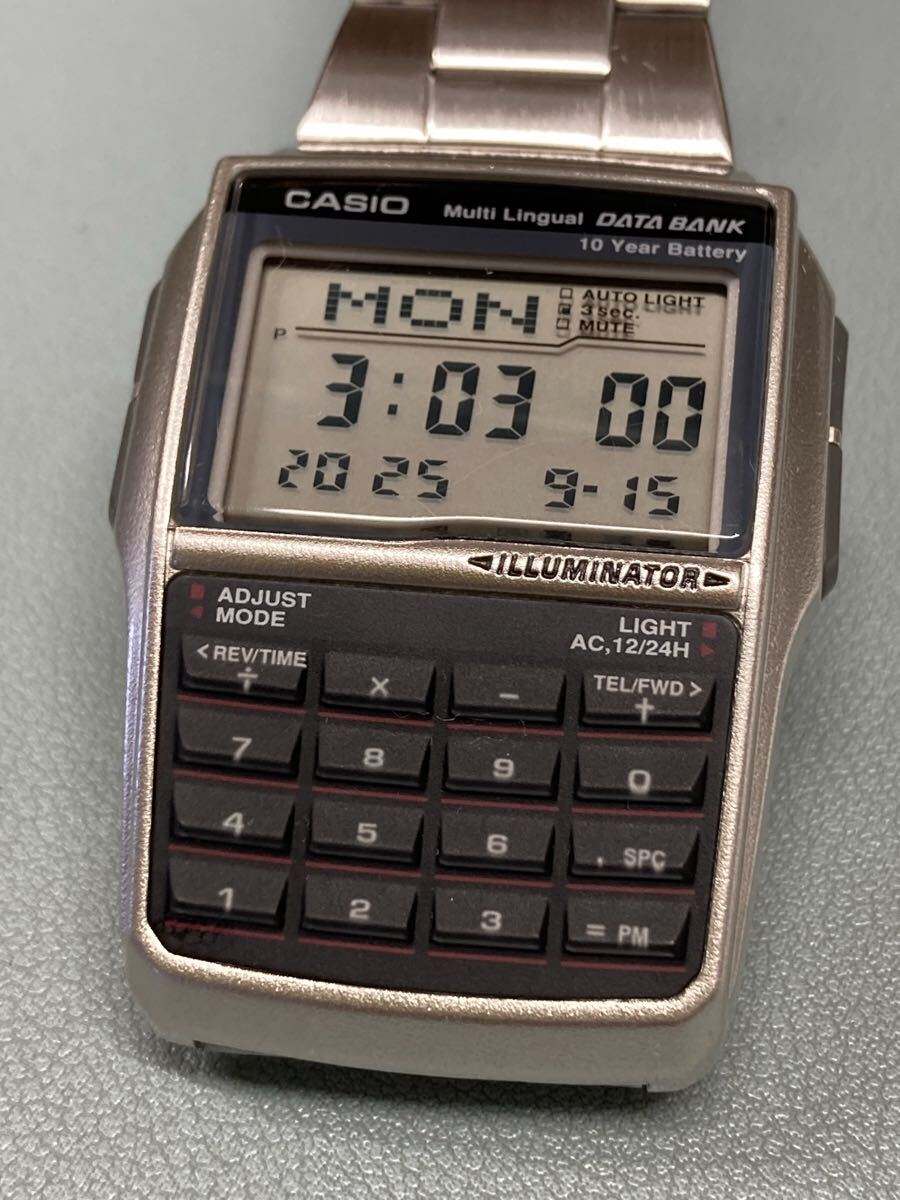 CASIO Multi Lingual DATA BANK
10 Year Battery
MON
AUTO LIGHT
3 sec.
MUTE
P
3:03 00
2025 9-15
ILLUMINATOR
ADJUST
MODE
LIGHT
AC,12/24H
<REV/TIME TEL/FWD>
÷ × − +
7 8 9 0
4 5 6 . SPC
1 2 3 = PM